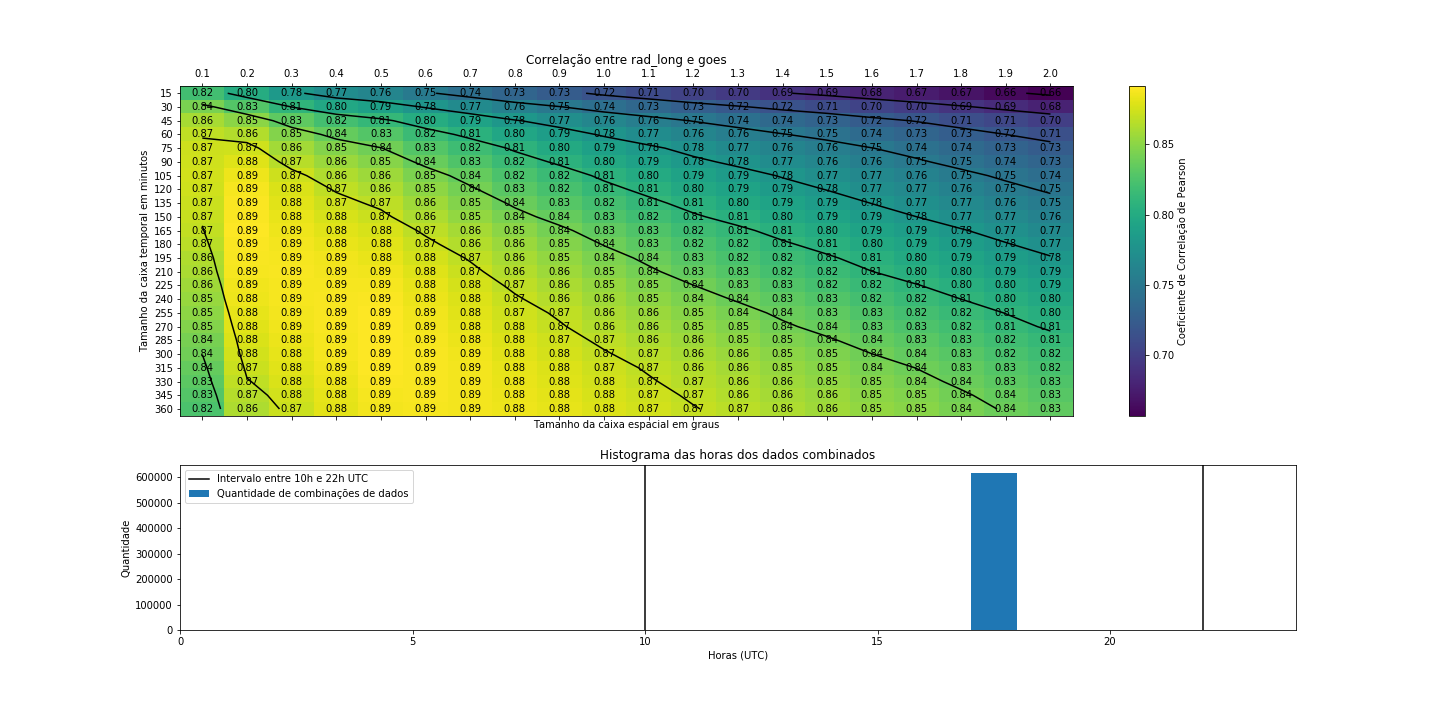 Correlação entre rad_long e goes
0.1 0.2 0.3 0.4 0.5 0.6 0.7 0.8 0.9 1.0 1.1 1.2 1.3 1.4 1.5 1.6 1.7 1.8 1.9 2.0
15 0.82 0.80 0.78 0.77 0.76 0.75 0.74 0.73 0.73 0.72 0.71 0.70 0.70 0.69 0.69 0.68 0.67 0.67 0.66 0.66
30 0.84 0.83 0.81 0.80 0.79 0.78 0.77 0.76 0.75 0.74 0.73 0.73 0.72 0.72 0.71 0.70 0.70 0.69 0.69 0.68
45 0.86 0.85 0.83 0.82 0.81 0.80 0.79 0.78 0.77 0.76 0.76 0.75 0.74 0.74 0.73 0.72 0.72 0.71 0.71 0.70
60 0.87 0.86 0.85 0.84 0.83 0.82 0.81 0.80 0.79 0.78 0.77 0.76 0.76 0.75 0.75 0.74 0.73 0.73 0.72 0.71
75 0.87 0.87 0.86 0.85 0.84 0.83 0.82 0.81 0.80 0.79 0.78 0.78 0.77 0.76 0.76 0.75 0.74 0.74 0.73 0.73
90 0.87 0.88 0.87 0.86 0.85 0.84 0.83 0.82 0.81 0.80 0.79 0.78 0.78 0.77 0.76 0.76 0.75 0.75 0.74 0.73
105 0.87 0.89 0.87 0.86 0.86 0.85 0.84 0.83 0.82 0.81 0.80 0.79 0.79 0.78 0.77 0.77 0.76 0.75 0.75 0.74
120 0.87 0.89 0.88 0.87 0.86 0.85 0.84 0.83 0.82 0.81 0.81 0.80 0.79 0.79 0.78 0.77 0.77 0.76 0.75 0.75
135 0.87 0.89 0.88 0.87 0.87 0.86 0.85 0.84 0.83 0.82 0.81 0.81 0.80 0.79 0.79 0.78 0.77 0.77 0.76 0.75
150 0.87 0.89 0.88 0.88 0.87 0.86 0.85 0.84 0.84 0.83 0.82 0.81 0.81 0.80 0.79 0.79 0.78 0.77 0.77 0.76
165 0.87 0.89 0.89 0.88 0.88 0.87 0.86 0.85 0.84 0.83 0.83 0.82 0.81 0.81 0.80 0.79 0.79 0.78 0.77 0.77
180 0.87 0.89 0.88 0.88 0.88 0.87 0.86 0.86 0.85 0.84 0.83 0.82 0.82 0.81 0.81 0.80 0.79 0.79 0.78 0.77
195 0.86 0.89 0.89 0.89 0.88 0.88 0.87 0.86 0.85 0.84 0.84 0.83 0.82 0.82 0.81 0.81 0.80 0.79 0.79 0.78
210 0.86 0.89 0.89 0.89 0.89 0.88 0.87 0.86 0.86 0.85 0.84 0.83 0.83 0.82 0.82 0.81 0.80 0.80 0.79 0.79
225 0.86 0.89 0.89 0.89 0.89 0.88 0.88 0.87 0.86 0.85 0.85 0.84 0.83 0.83 0.82 0.82 0.81 0.80 0.80 0.79
240 0.85 0.88 0.89 0.89 0.89 0.88 0.88 0.87 0.86 0.86 0.85 0.84 0.84 0.83 0.83 0.82 0.82 0.81 0.80 0.80
255 0.85 0.88 0.89 0.89 0.89 0.89 0.88 0.88 0.87 0.86 0.86 0.85 0.84 0.84 0.83 0.83 0.82 0.82 0.81 0.80
270 0.85 0.88 0.89 0.89 0.89 0.89 0.88 0.88 0.87 0.86 0.86 0.85 0.85 0.84 0.84 0.83 0.83 0.82 0.81 0.81
285 0.84 0.88 0.89 0.89 0.89 0.89 0.88 0.88 0.87 0.87 0.86 0.86 0.85 0.85 0.84 0.84 0.83 0.82 0.82 0.81
300 0.84 0.88 0.88 0.89 0.89 0.89 0.88 0.88 0.88 0.87 0.86 0.86 0.85 0.85 0.85 0.84 0.84 0.83 0.82 0.82
315 0.84 0.88 0.88 0.89 0.89 0.89 0.89 0.88 0.88 0.87 0.87 0.86 0.86 0.85 0.85 0.84 0.84 0.83 0.83 0.82
330 0.83 0.87 0.88 0.88 0.89 0.89 0.89 0.88 0.88 0.88 0.87 0.87 0.86 0.86 0.85 0.85 0.84 0.84 0.83 0.83
345 0.83 0.87 0.88 0.88 0.89 0.89 0.89 0.88 0.88 0.88 0.87 0.87 0.86 0.86 0.86 0.85 0.85 0.84 0.84 0.83
360 0.82 0.86 0.87 0.88 0.89 0.89 0.89 0.88 0.88 0.88 0.87 0.87 0.87 0.86 0.86 0.85 0.85 0.84 0.84 0.83
Tamanho da caixa temporal em minutos
Tamanho da caixa espacial em graus
0.85
0.80
0.75
0.70
Coeficiente de Correlação de Pearson
Histograma das horas dos dados combinados
Intervalo entre 10h e 22h UTC
Quantidade de combinações de dados
600000
500000
400000
300000
200000
100000
0
Quantidade
0 5 10 15 20
Horas (UTC)